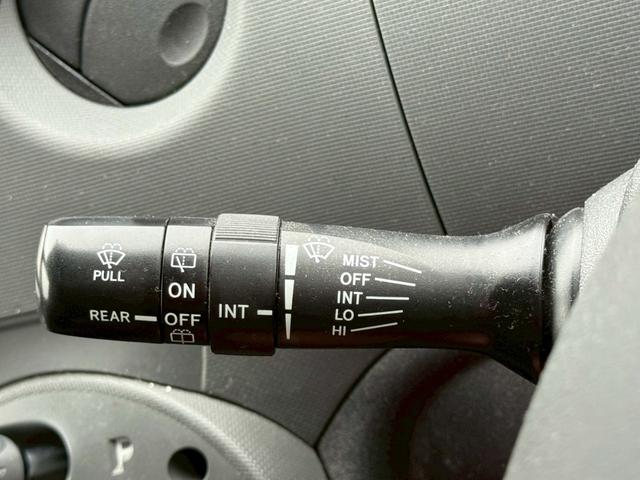 PULL
REAR
ON
OFF
INT
MIST
OFF
INT
LO
HI